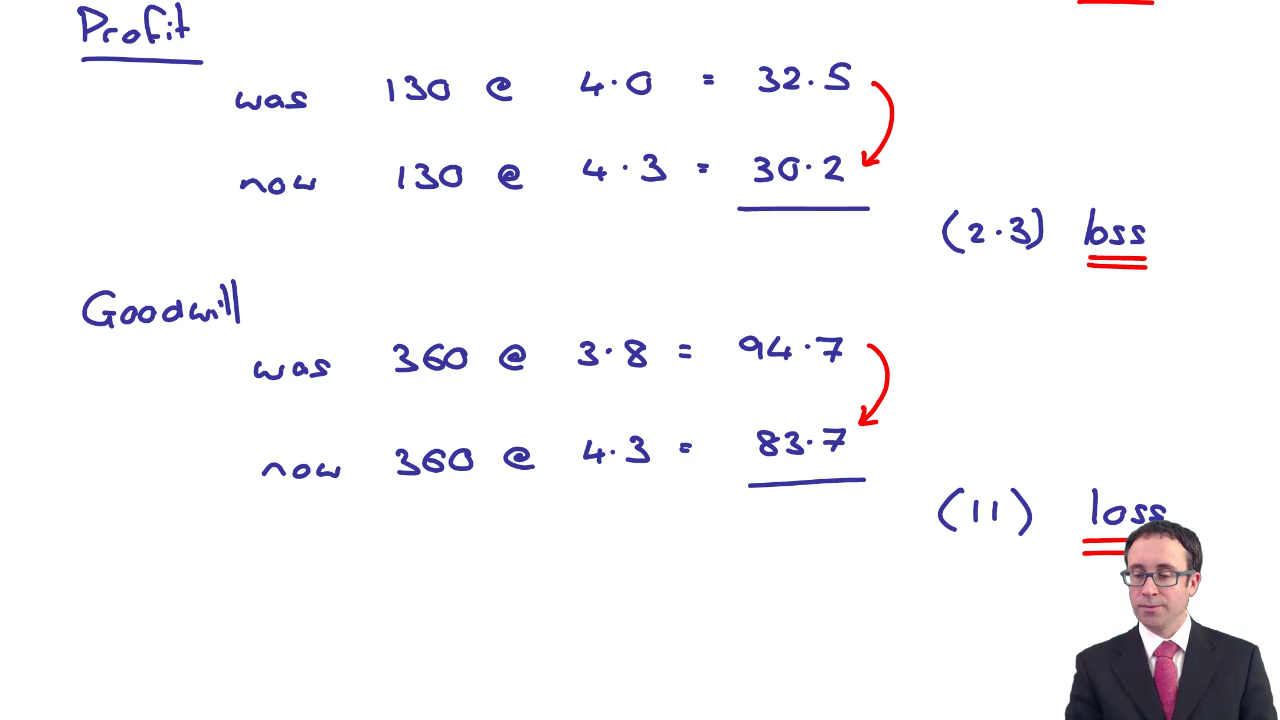 Profit
was 130 @ 4.0 = 32.5
now 130 @ 4.3 = 30.2
(2.3) loss
Goodwill
was 360 @ 3.8 = 94.7
now 360 @ 4.3 = 83.7
(11) loss